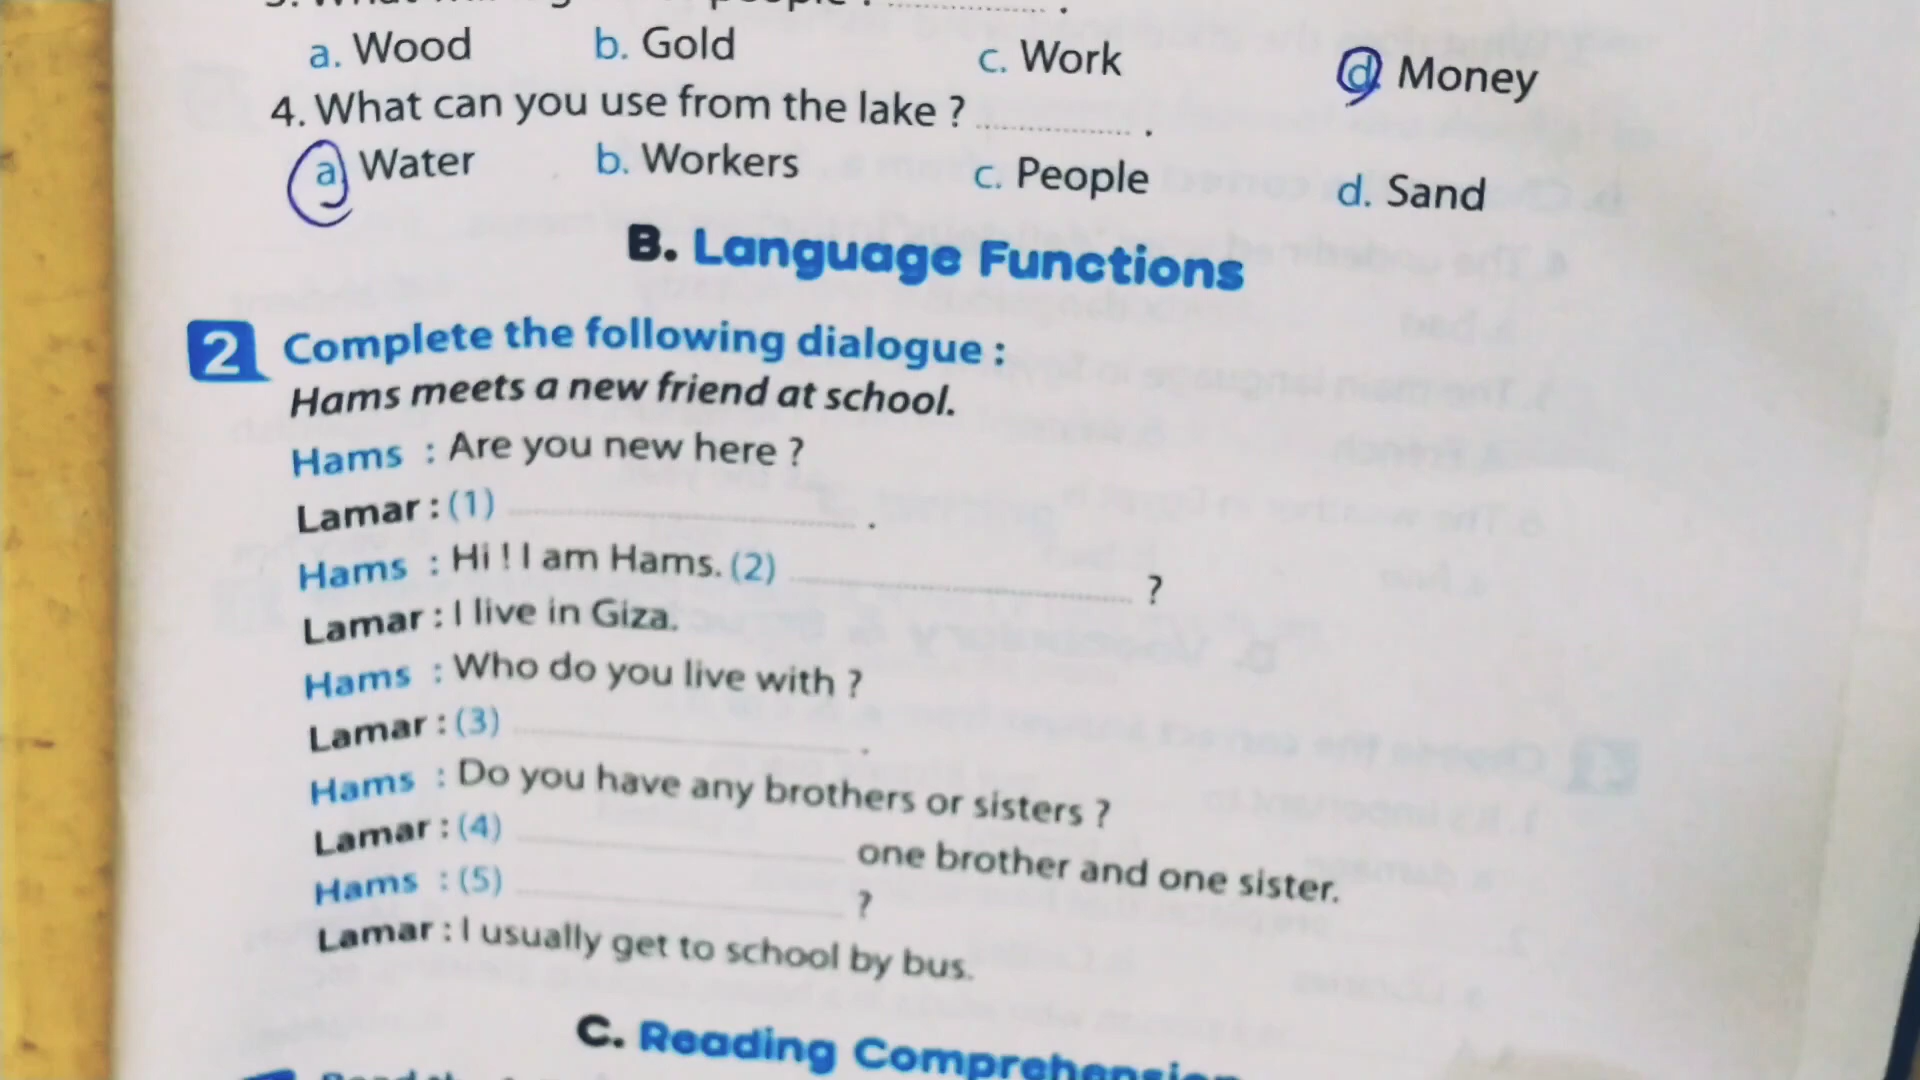 a. Wood b. Gold c. Work d. Money
4. What can you use from the lake ? .................... .
a. Water b. Workers c. People d. Sand
B. Language Functions
2 Complete the following dialogue :
Hams meets a new friend at school.
Hams : Are you new here ?
Lamar : (1) .................... .
Hams : Hi ! I am Hams. (2) .................... ?
Lamar : I live in Giza.
Hams : Who do you live with ?
Lamar : (3) .................... .
Hams : Do you have any brothers or sisters ?
Lamar : (4) .................... one brother and one sister.
Hams : (5) .................... ?
Lamar : I usually get to school by bus.
C. Reading Comprehension